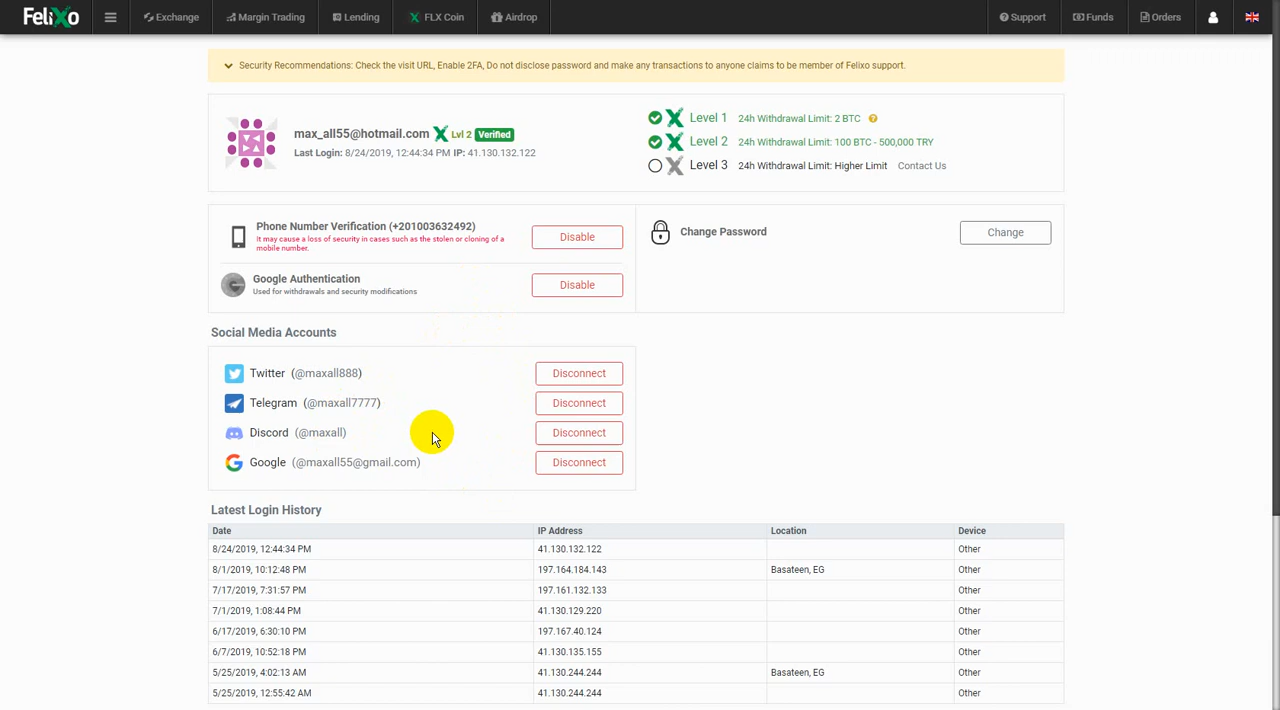 FeliXo Exchange Margin Trading Lending FLX Coin Airdrop Support Funds Orders
Security Recommendations: Check the visit URL, Enable 2FA, Do not disclose password and make any transactions to anyone claims to be member of Felixo support.
max_all55@hotmail.com Lvl 2 Verified
Last Login: 8/24/2019, 12:44:34 PM IP: 41.130.132.122
Level 1 24h Withdrawal Limit: 2 BTC ?
Level 2 24h Withdrawal Limit: 100 BTC - 500,000 TRY
Level 3 24h Withdrawal Limit: Higher Limit Contact Us
Phone Number Verification (+201003632492)
It may cause a loss of security in cases such as the stolen or cloning of a
mobile number.
Disable
Google Authentication
Used for withdrawals and security modifications
Disable
Change Password Change
Social Media Accounts
Twitter (@maxall888) Disconnect
Telegram (@maxall7777) Disconnect
Discord (@maxall) Disconnect
Google (@maxall55@gmail.com) Disconnect
Latest Login History
Date IP Address Location Device
8/24/2019, 12:44:34 PM 41.130.132.122 Other
8/1/2019, 10:12:48 PM 197.164.184.143 Basateen, EG Other
7/17/2019, 7:31:57 PM 197.161.132.133 Other
7/1/2019, 1:08:44 PM 41.130.129.220 Other
6/17/2019, 6:30:10 PM 197.167.40.124 Other
6/7/2019, 10:52:18 PM 41.130.135.155 Other
5/25/2019, 4:02:13 AM 41.130.244.244 Basateen, EG Other
5/25/2019, 12:55:42 AM 41.130.244.244 Other